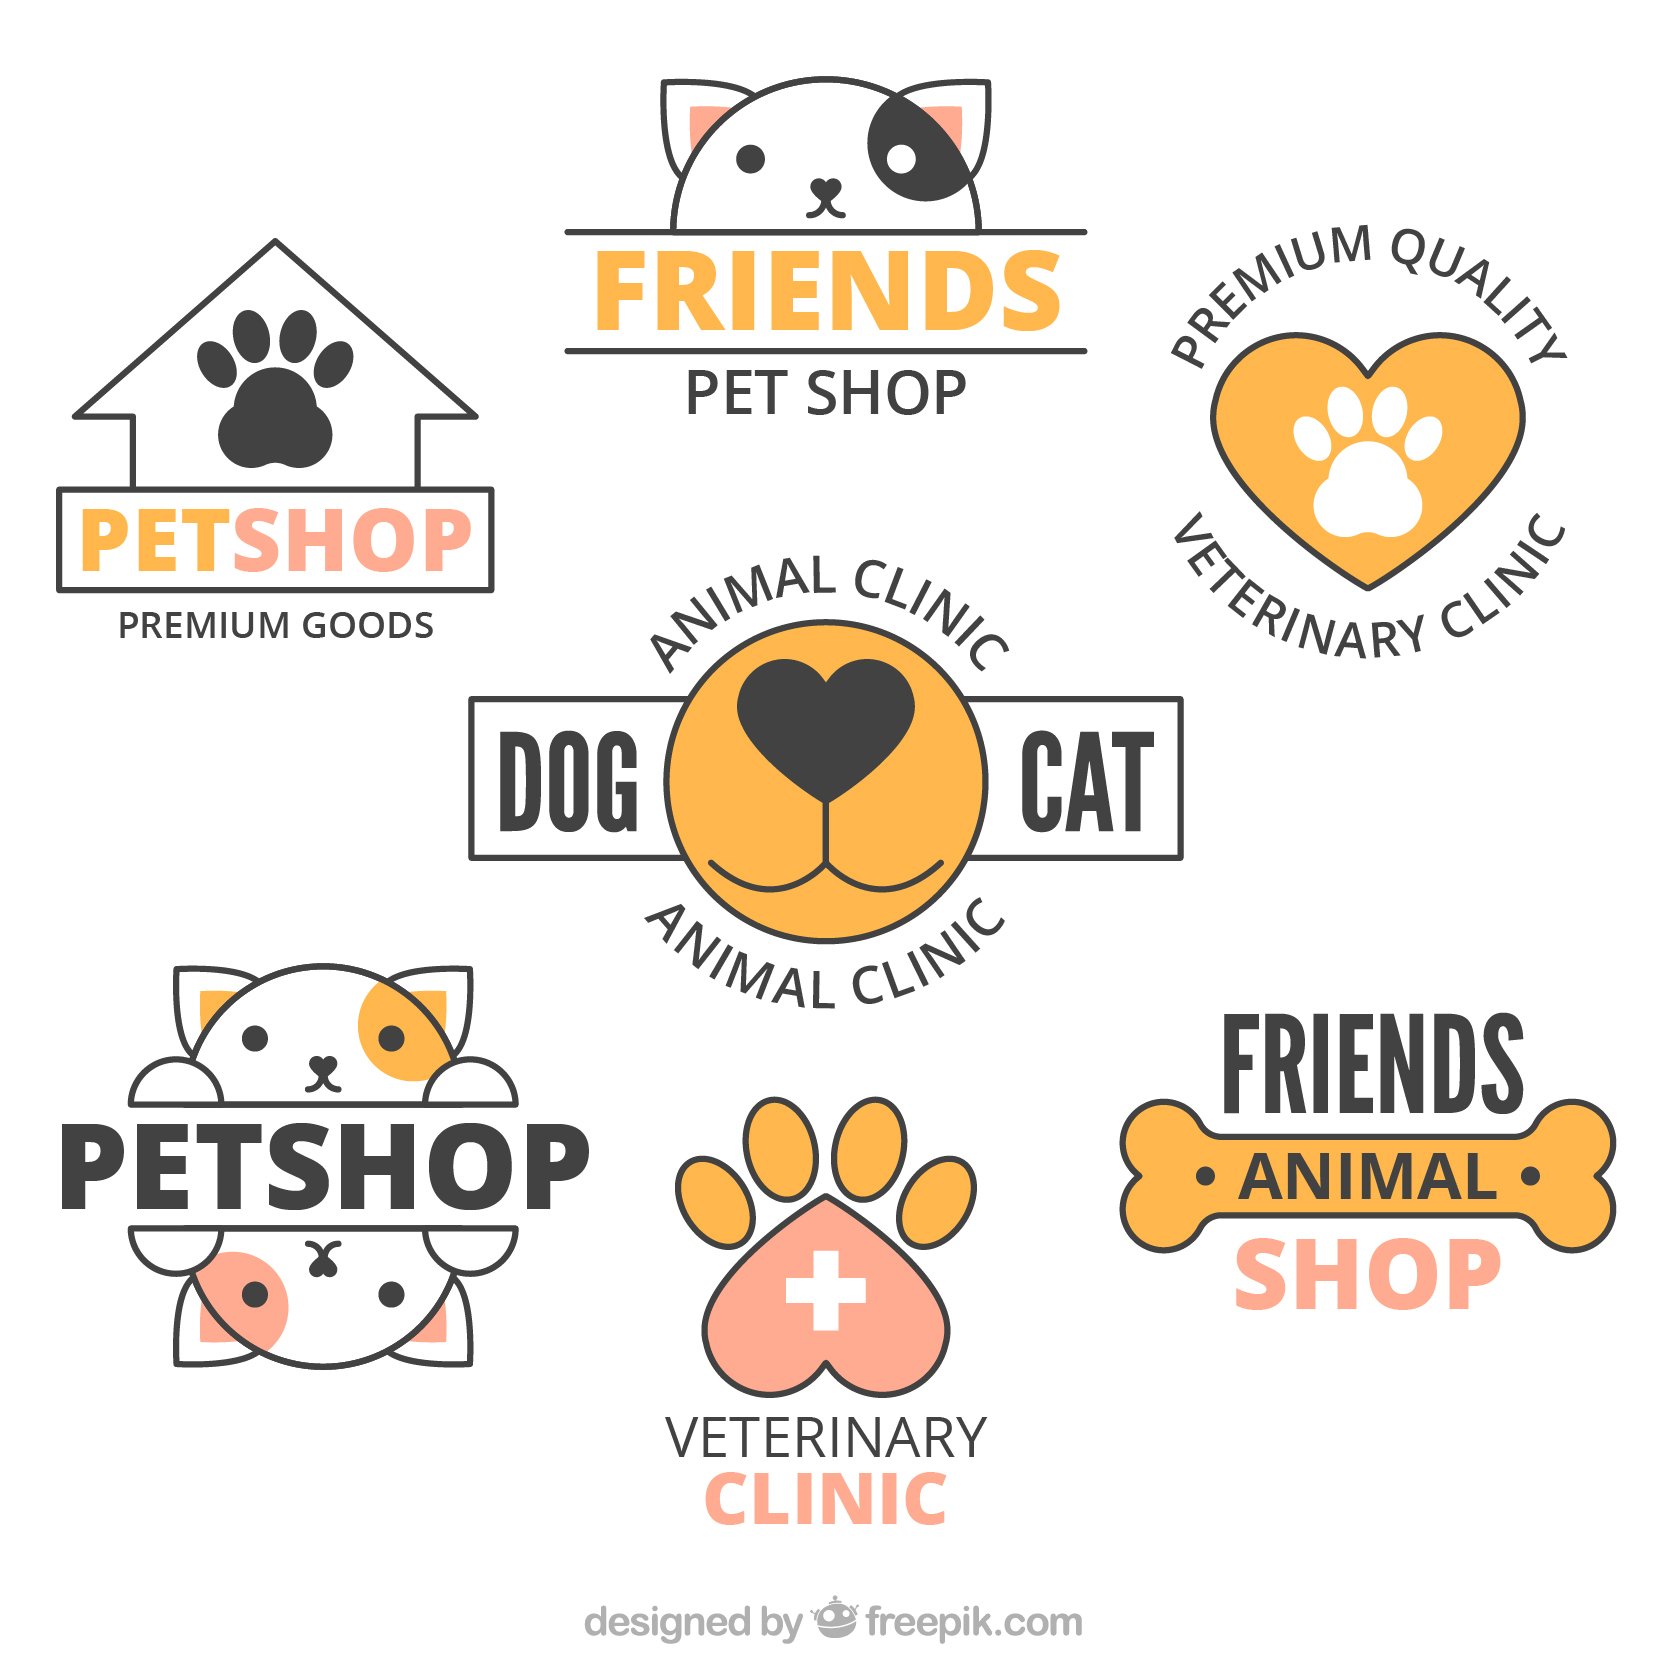 FRIENDS
PET SHOP
PETSHOP
PREMIUM GOODS
PREMIUM QUALITY
VETERINARY CLINIC
ANIMAL CLINIC
DOG CAT
ANIMAL CLINIC
PETSHOP
FRIENDS
ANIMAL
SHOP
VETERINARY
CLINIC
designed by freepik.com